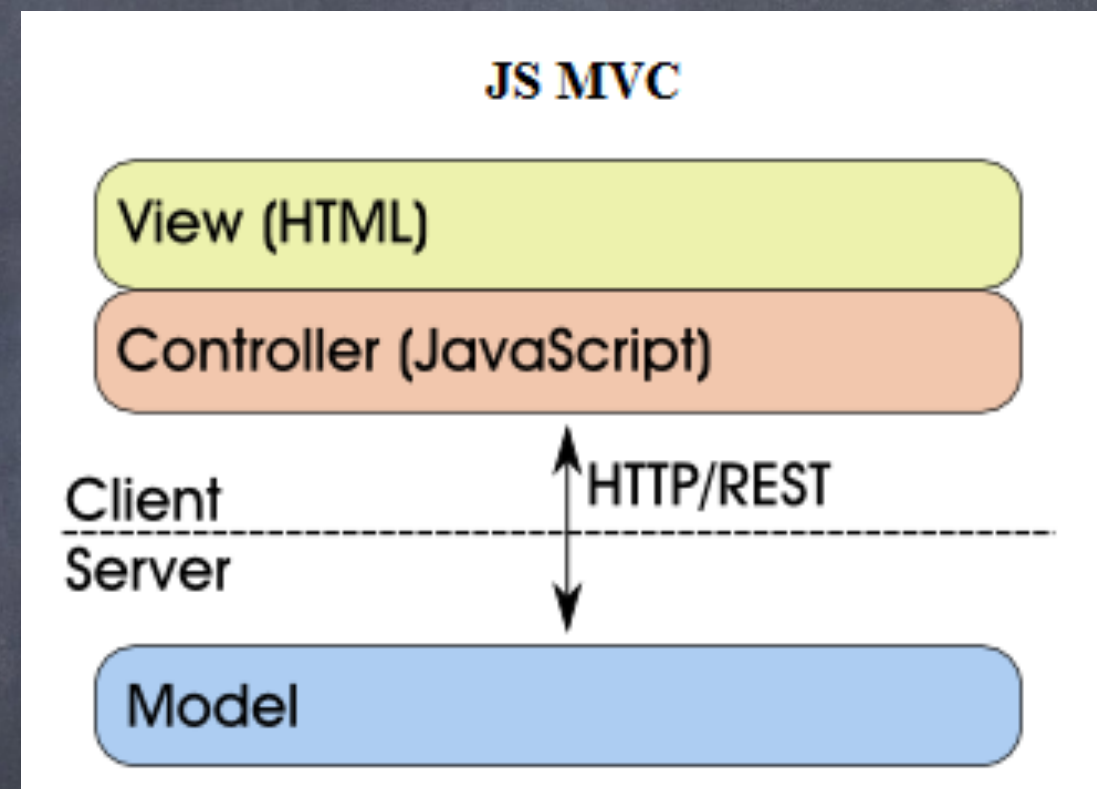 JS MVC
View (HTML)
Controller (JavaScript)
HTTP/REST
Client
Server
Model